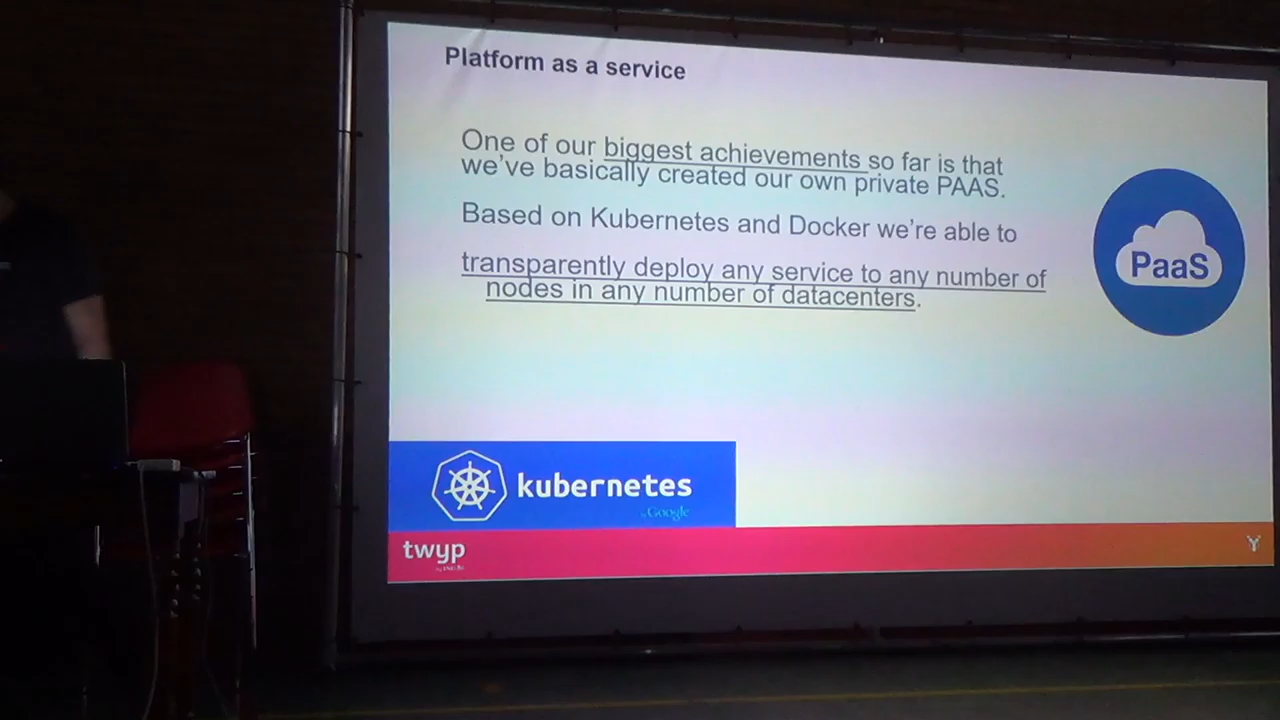 Platform as a service
One of our biggest achievements so far is that
we've basically created our own private PAAS.
Based on Kubernetes and Docker we're able to
transparently deploy any service to any number of
nodes in any number of datacenters.
PaaS
kubernetes
by Google
twyp